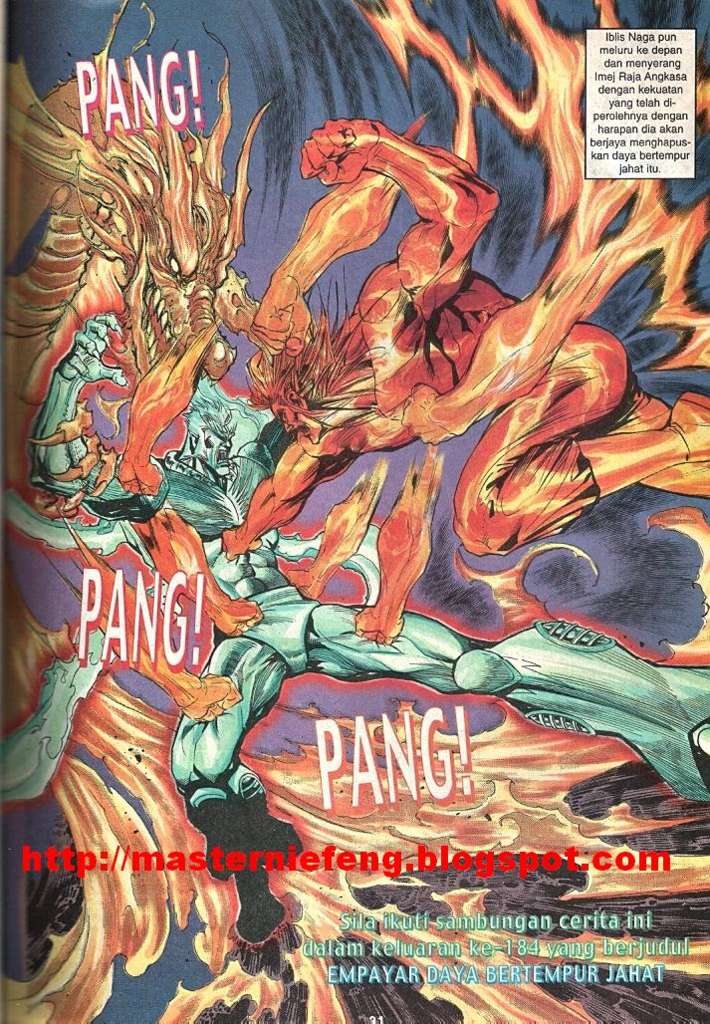 Iblis Naga pun
meluru ke depan
dan menyerang
Imej Raja Angkasa
dengan kekuatan
yang telah di-
perolehnya dengan
harapan dia akan
berjaya menghapus-
kan daya bertempur
jahat itu.
PANG!
PANG!
PANG!
http://masterniefeng.blogspot.com
Sila ikuti sambungan cerita ini
dalam keluaran ke-184 yang berjudul
EMPAYAR DAYA BERTEMPUR JAHAT
31